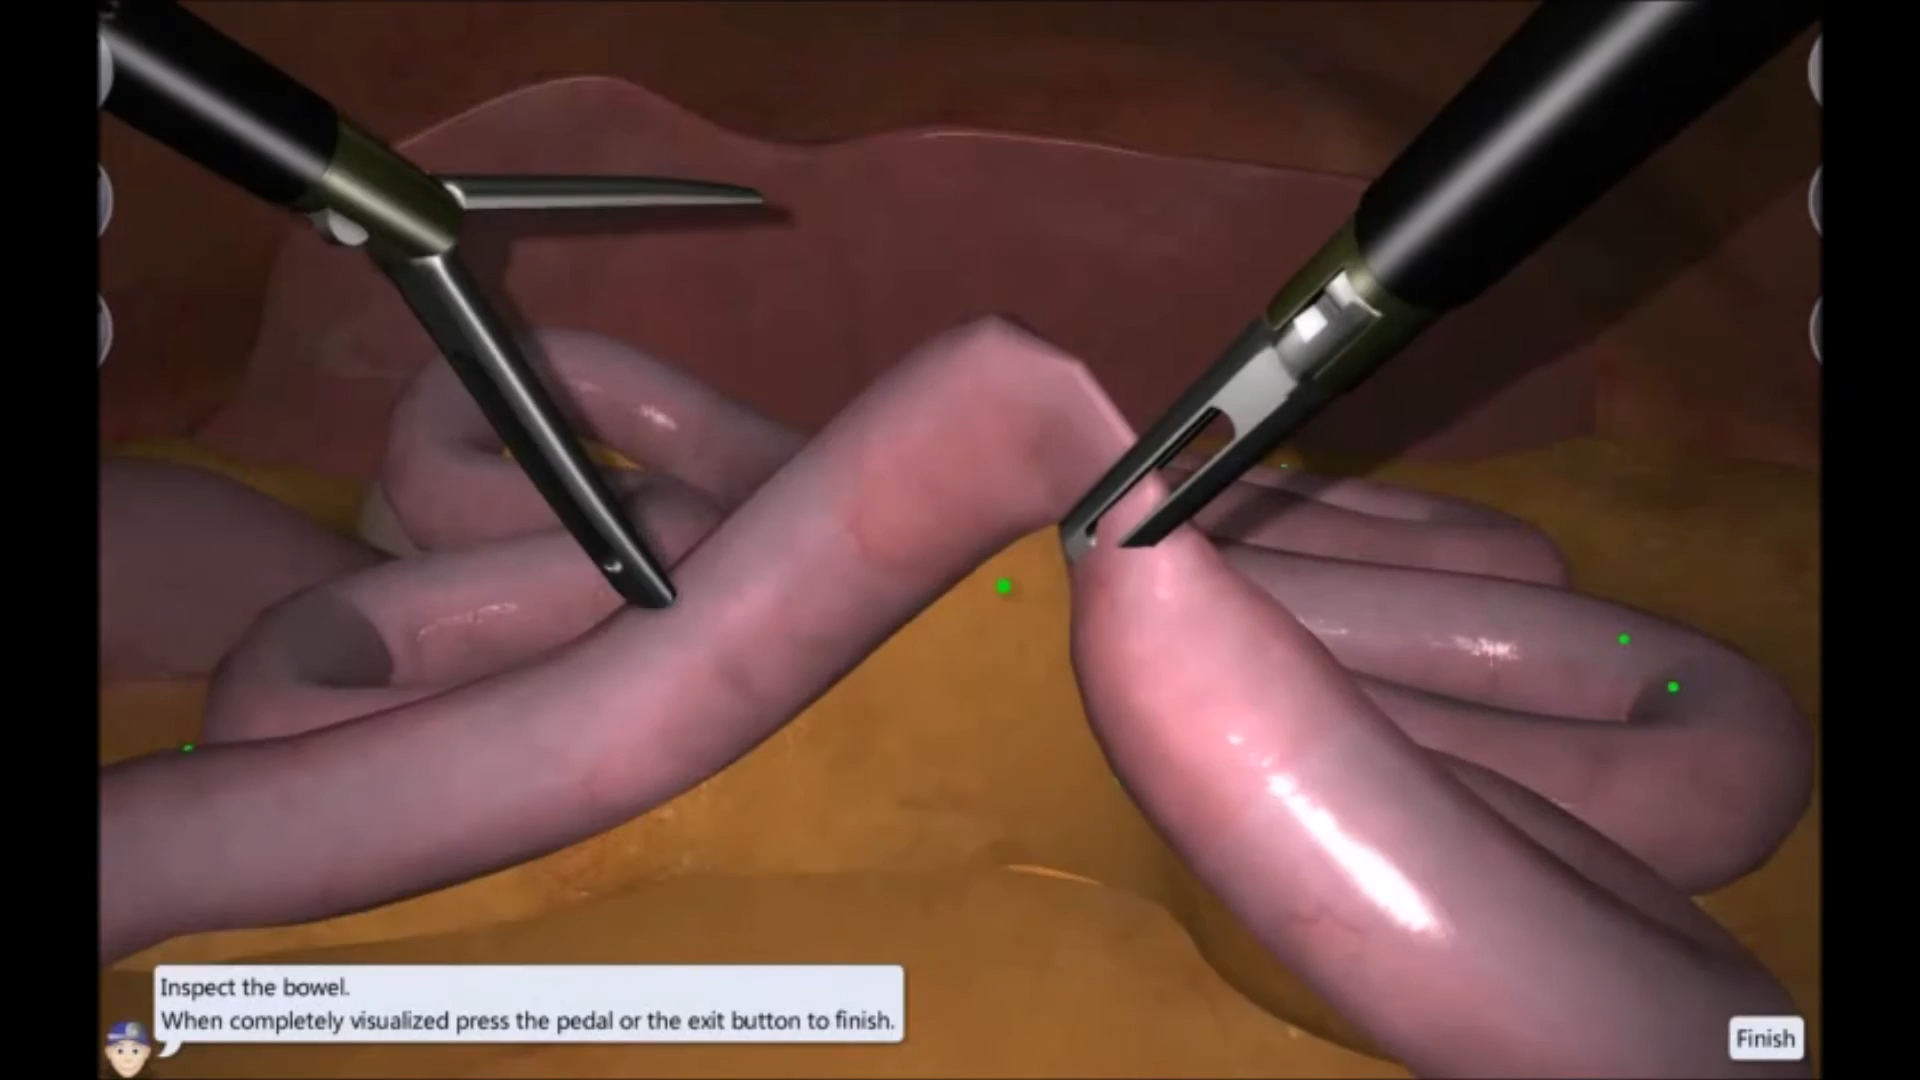 Inspect the bowel.
When completely visualized press the pedal or the exit button to finish.
Finish